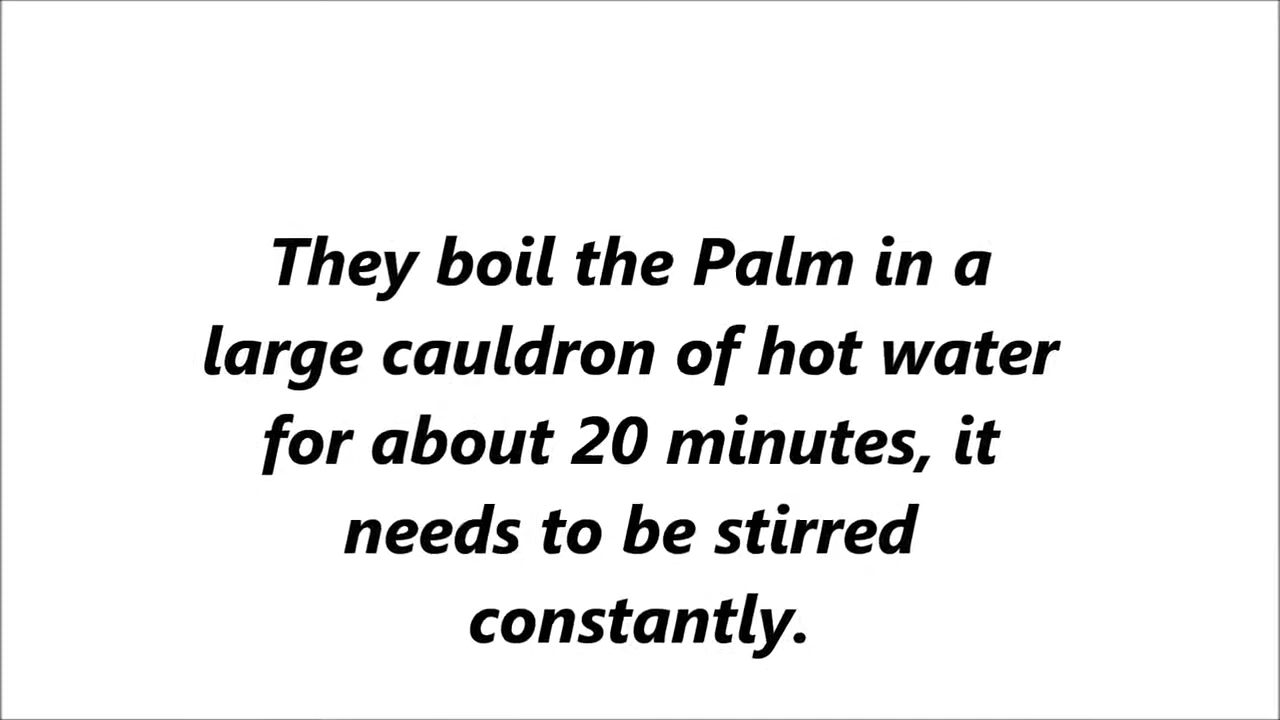 They boil the Palm in a
large cauldron of hot water
for about 20 minutes, it
needs to be stirred
constantly.